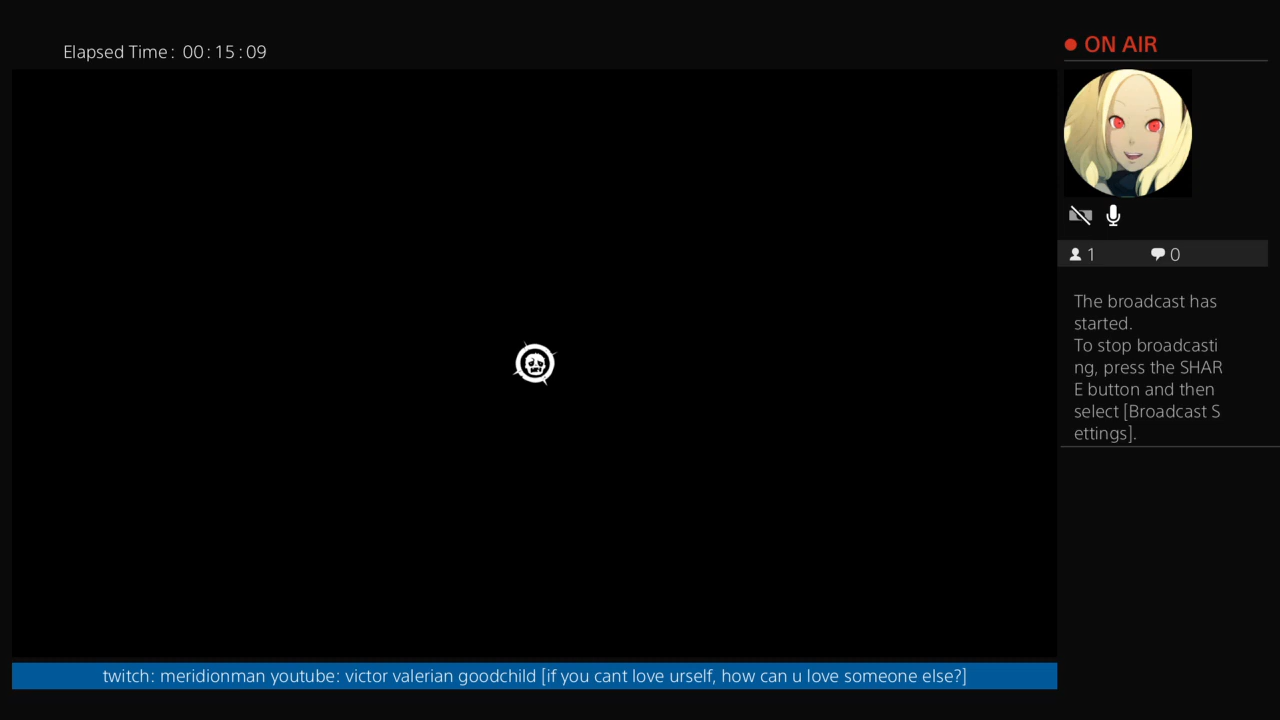 Elapsed Time: 00:15:09
ON AIR
1 0
The broadcast has
started.
To stop broadcasti
ng, press the SHAR
E button and then
select [Broadcast S
ettings].
twitch: meridionman youtube: victor valerian goodchild [if you cant love urself, how can u love someone else?]